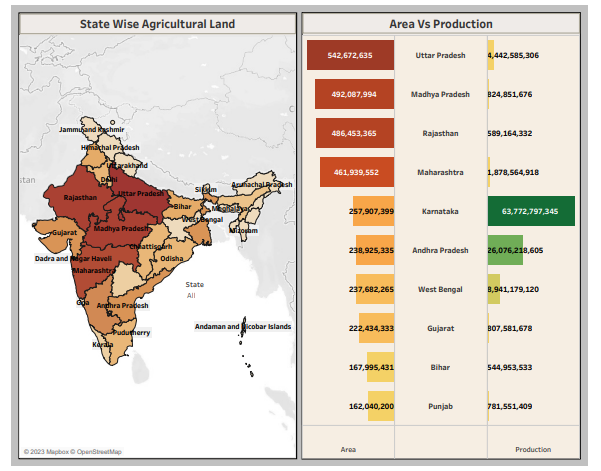 State Wise Agricultural Land
Jammu and Kashmir
Himachal Pradesh
Uttarakhand
Delhi
Arunachal Pradesh
Sikkim
Rajasthan
Uttar Pradesh
Bihar
Meghalaya
West Bengal
Mizoram
Gujarat
Madhya Pradesh
Chhattisgarh
Dadra and Nagar Haveli
Odisha
Maharashtra
State
All
Goa
Andhra Pradesh
Andaman and Nicobar Islands
Puducherry
Kerala
© 2023 Mapbox © OpenStreetMap
Area Vs Production
542,672,635 Uttar Pradesh 4,442,585,306
492,087,994 Madhya Pradesh 824,851,676
486,453,365 Rajasthan 589,164,332
461,939,552 Maharashtra 1,878,564,918
257,907,399 Karnataka 63,772,797,345
238,925,335 Andhra Pradesh 26,076,218,605
237,682,265 West Bengal 8,941,179,120
222,434,333 Gujarat 807,581,678
167,995,431 Bihar 544,953,533
162,040,200 Punjab 781,551,409
Area Production